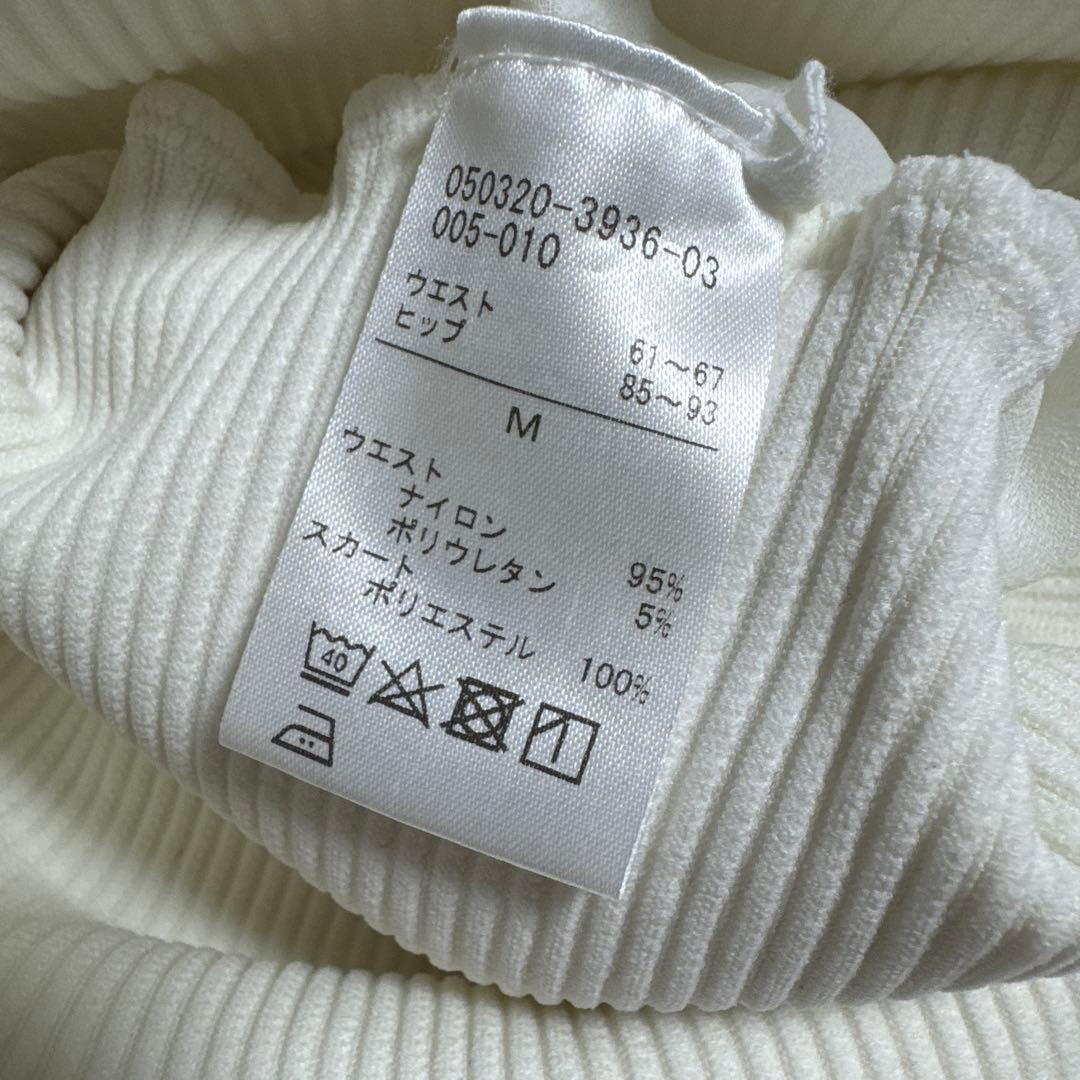 050320-3936-03
005-010
ウエスト 61～67
ヒップ 85～93
M
ウエスト
ナイロン 95%
ポリウレタン 5%
スカート
ポリエステル 100%
40